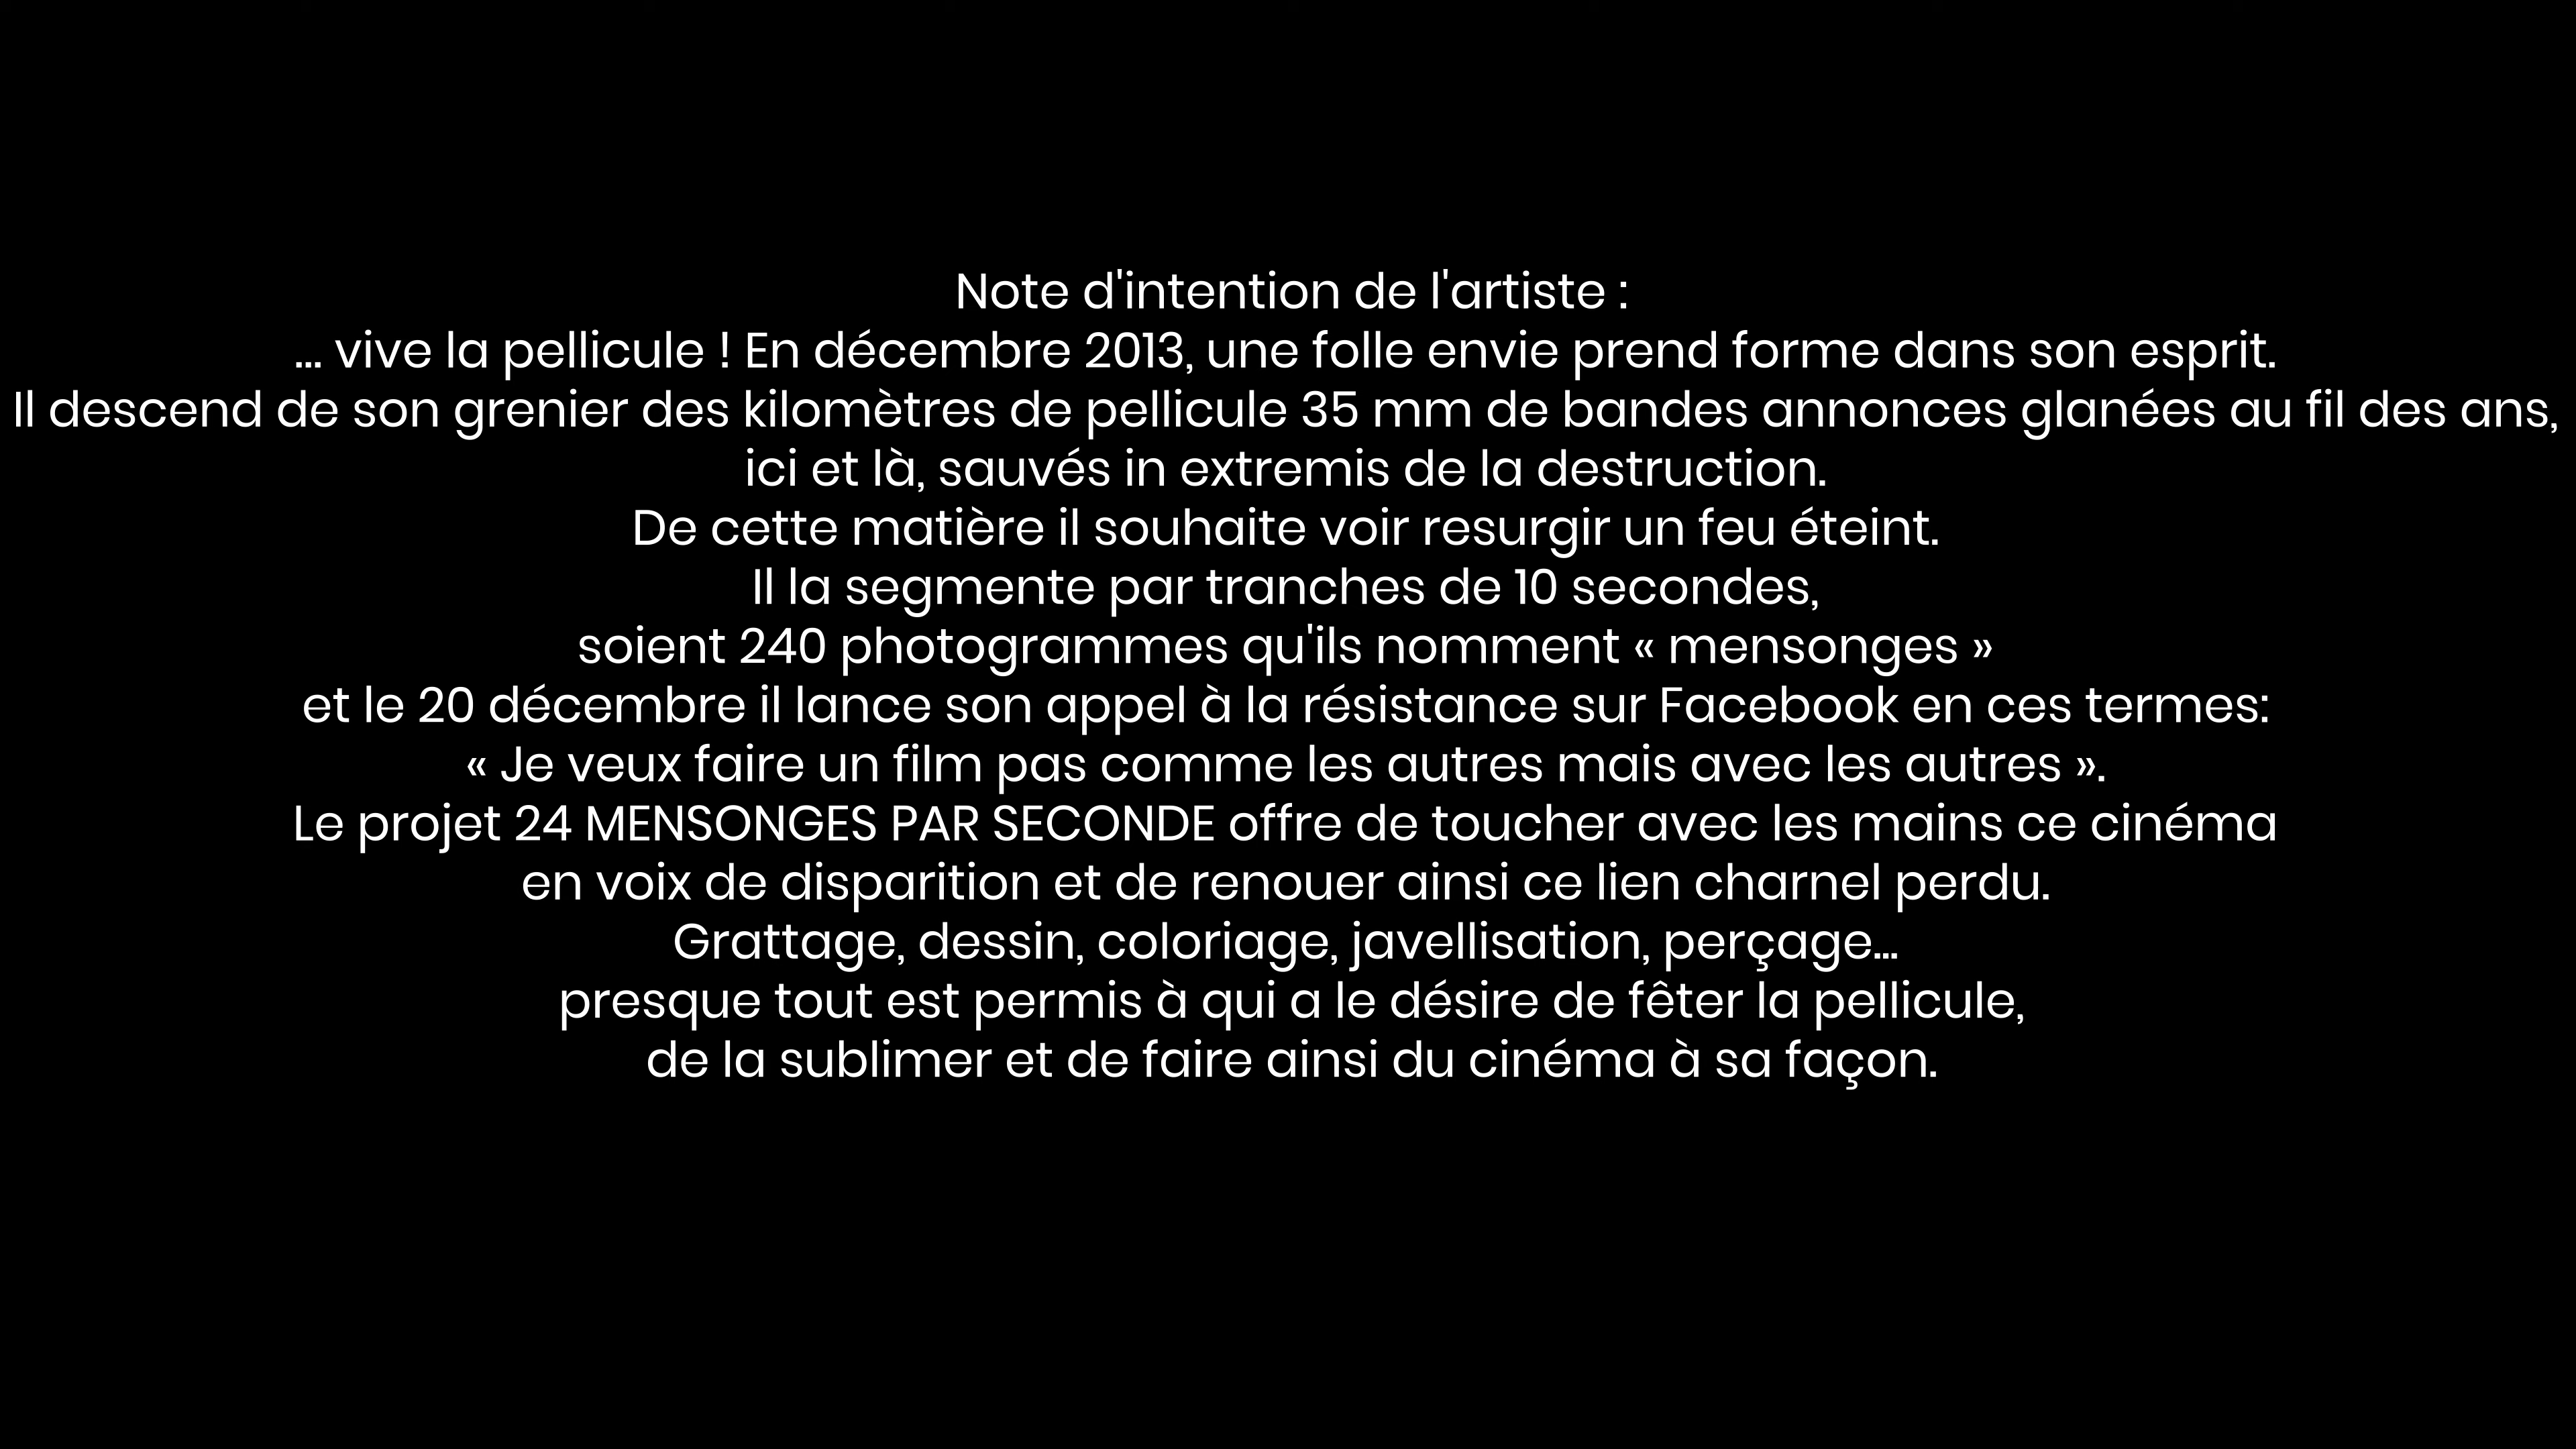 Note d'intention de l'artiste :
... vive la pellicule ! En décembre 2013, une folle envie prend forme dans son esprit.
Il descend de son grenier des kilomètres de pellicule 35 mm de bandes annonces glanées au fil des ans,
ici et là, sauvés in extremis de la destruction.
De cette matière il souhaite voir resurgir un feu éteint.
Il la segmente par tranches de 10 secondes,
soient 240 photogrammes qu'ils nomment « mensonges »
et le 20 décembre il lance son appel à la résistance sur Facebook en ces termes:
« Je veux faire un film pas comme les autres mais avec les autres ».
Le projet 24 MENSONGES PAR SECONDE offre de toucher avec les mains ce cinéma
en voix de disparition et de renouer ainsi ce lien charnel perdu.
Grattage, dessin, coloriage, javellisation, perçage...
presque tout est permis à qui a le désire de fêter la pellicule,
de la sublimer et de faire ainsi du cinéma à sa façon.